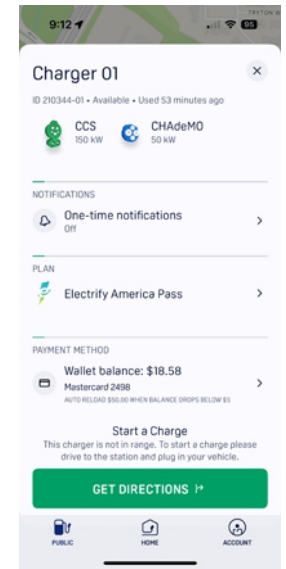 TRYTON W
9:12
95
Charger 01
ID 210344-01 • Available • Used 53 minutes ago
CCS
150 kW
CHAdeMO
50 kW
NOTIFICATIONS
One-time notifications
Off
PLAN
Electrify America Pass
PAYMENT METHOD
Wallet balance: $18.58
Mastercard 2498
AUTO RELOAD $50.00 WHEN BALANCE DROPS BELOW $5
Start a Charge
This charger is not in range. To start a charge please
drive to the station and plug in your vehicle.
GET DIRECTIONS
PUBLIC
HOME
ACCOUNT